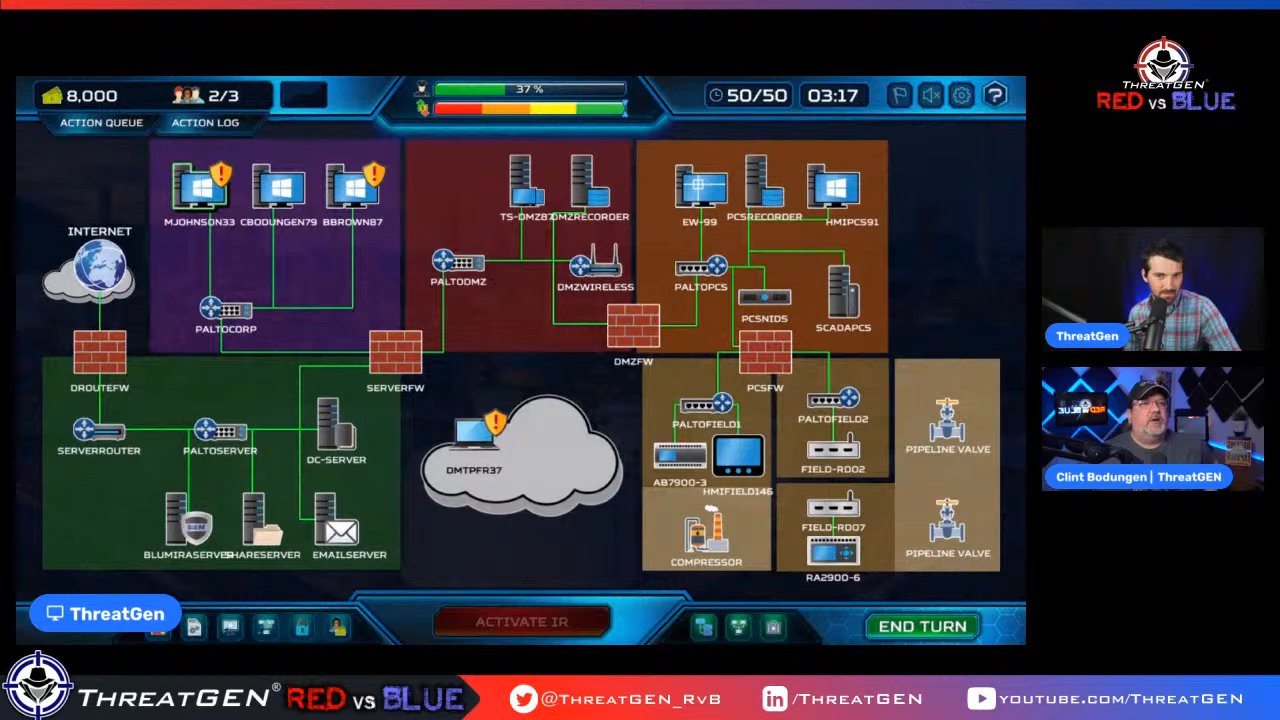 THREATGEN®
RED vs BLUE
8,000
2/3
37 %
50/50
03:17
?
ACTION QUEUE
ACTION LOG
MJOHNSON33
CBODUNGEN79
BBROWN87
TS-DMZ87
DMZRECORDER
EW-99
PCSRECORDER
HMIPCS91
INTERNET
PALTODMZ
DMZWIRELESS
PALTOPCS
PALTOCORP
PCSNIDS
SCADAPCS
DROUTEFW
SERVERFW
DMZFW
PCSFW
ThreatGen
SERVERROUTER
PALTOSERVER
DC-SERVER
DMTPFR37
PALTOFIELD1
PALTOFIELD2
PIPELINE VALVE
AB7900-3
HMIFIELD146
FIELD-RD02
Clint Bodungen | ThreatGEN
SIEM
BLUMIRASERVER
SHARESERVER
EMAILSERVER
COMPRESSOR
FIELD-RD07
RA2900-6
PIPELINE VALVE
ThreatGen
ACTIVATE IR
END TURN
THREATGEN® RED vs BLUE
@THREATGEN_RVB
/THREATGEN
YOUTUBE.COM/THREATGEN